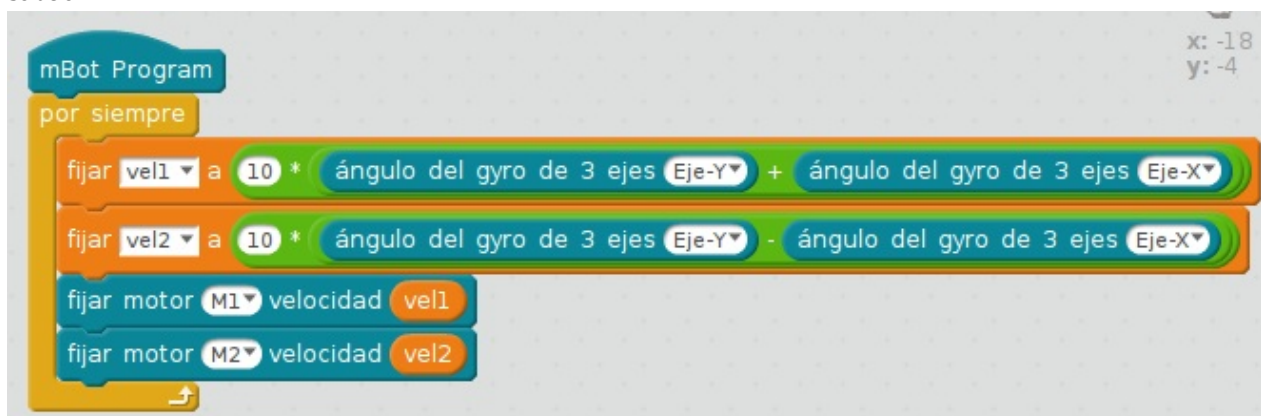 x: -18
y: -4
mBot Program
por siempre
fijar vel1 a 10 * ángulo del gyro de 3 ejes Eje-Y + ángulo del gyro de 3 ejes Eje-X
fijar vel2 a 10 * ángulo del gyro de 3 ejes Eje-Y - ángulo del gyro de 3 ejes Eje-X
fijar motor M1 velocidad vel1
fijar motor M2 velocidad vel2